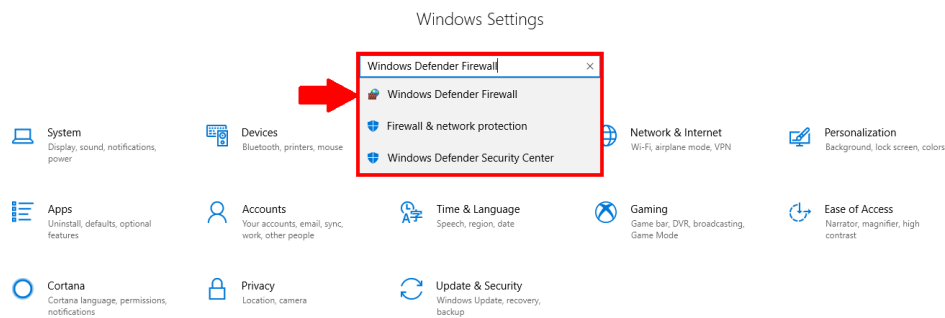 Windows Settings
Windows Defender Firewall
Windows Defender Firewall
Firewall & network protection
Windows Defender Security Center
System
Display, sound, notifications,
power
Devices
Bluetooth, printers, mouse
Network & Internet
Wi-Fi, airplane mode, VPN
Personalization
Background, lock screen, colors
Apps
Uninstall, defaults, optional
features
Accounts
Your accounts, email, sync,
work, other people
Time & Language
Speech, region, date
Gaming
Game bar, DVR, broadcasting,
Game Mode
Ease of Access
Narrator, magnifier, high
contrast
Cortana
Cortana language, permissions,
notifications
Privacy
Location, camera
Update & Security
Windows Update, recovery,
backup